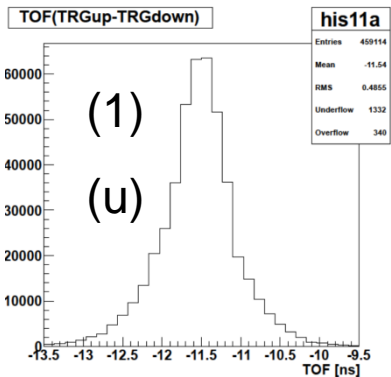 TOF(TRGup-TRGdown)
his11a
Entries 459114
Mean -11.54
RMS 0.4855
Underflow 1332
Overflow 340
60000
50000
40000
30000
20000
10000
0
(1)
(u)
-13.5 -13 -12.5 -12 -11.5 -11 -10.5 -10 -9.5
TOF [ns]